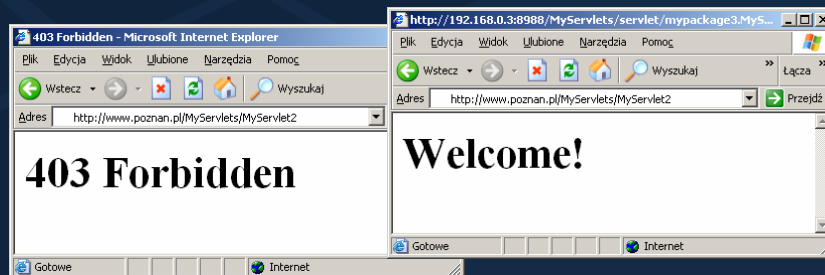 403 Forbidden - Microsoft Internet Explorer
Plik Edycja Widok Ulubione Narzędzia Pomoc
Wstecz Wyszukaj
Adres http://www.poznan.pl/MyServlets/MyServlet2
403 Forbidden
Gotowe Internet
http://192.168.0.3:8988/MyServlets/servlet/mypackage3.MyS...
Plik Edycja Widok Ulubione Narzędzia Pomoc
Wstecz Wyszukaj Łącza
Adres http://www.poznan.pl/MyServlets/MyServlet2 Przejdź
Welcome!
Gotowe Internet